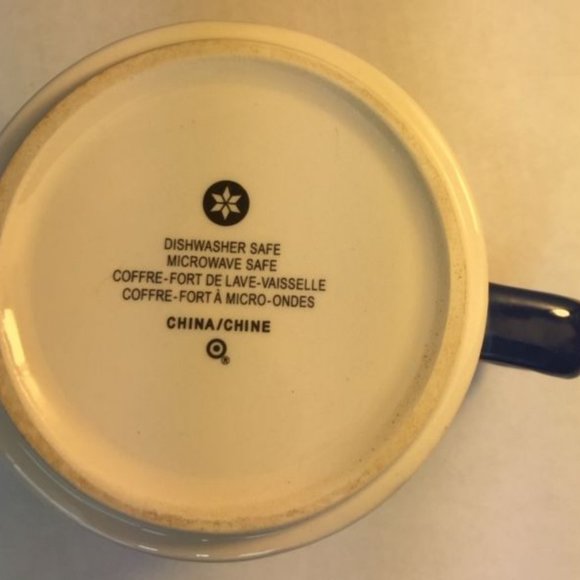 DISHWASHER SAFE
MICROWAVE SAFE
COFFRE-FORT DE LAVE-VAISSELLE
COFFRE-FORT À MICRO-ONDES
CHINA/CHINE
®